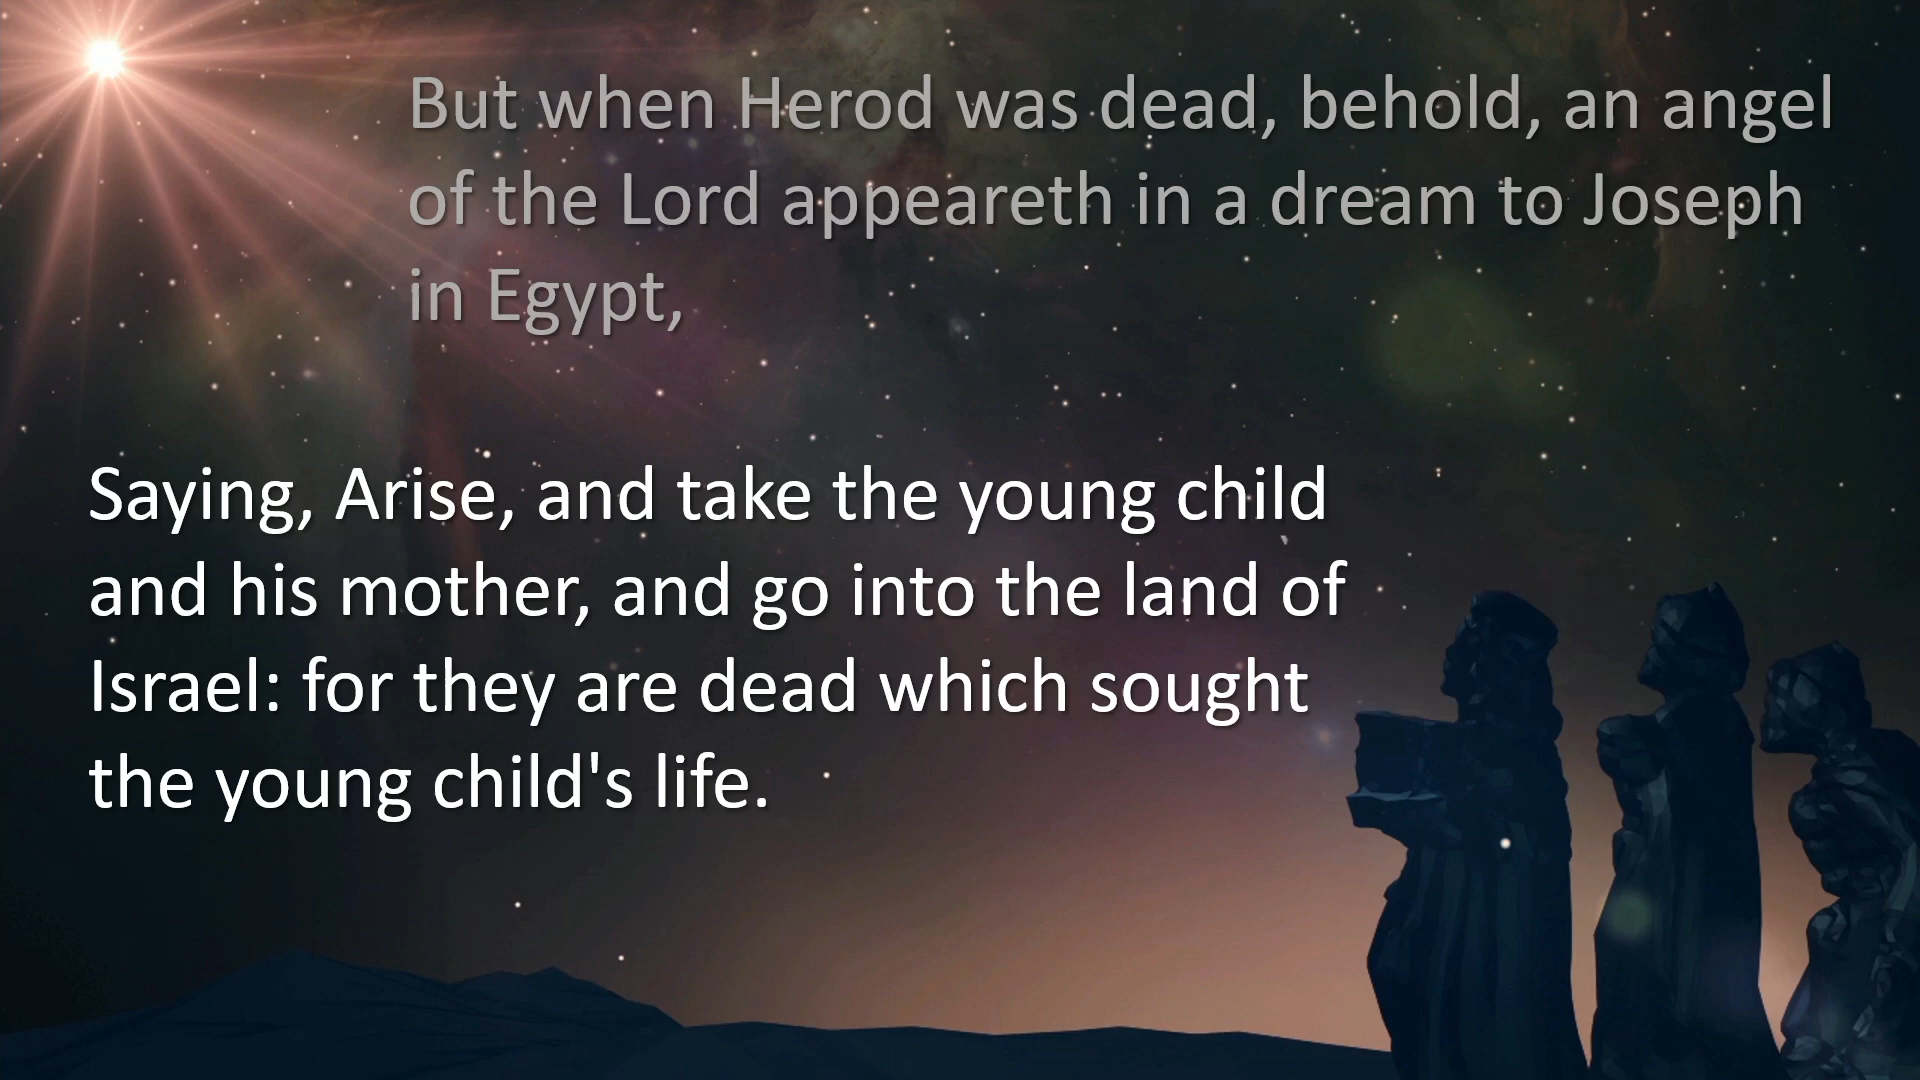 But when Herod was dead, behold, an angel
of the Lord appeareth in a dream to Joseph
in Egypt,
Saying, Arise, and take the young child
and his mother, and go into the land of
Israel: for they are dead which sought
the young child's life.